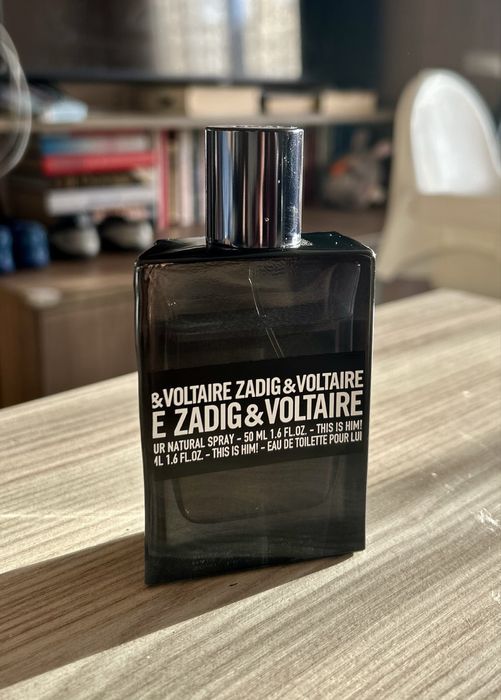 &VOLTAIRE ZADIG&VOLTAIRE
E ZADIG&VOLTAIRE
UR NATURAL SPRAY – 50 ML 1.6 FL.OZ. – THIS IS HIM!
ML 1.6 FL.OZ. – THIS IS HIM! – EAU DE TOILETTE POUR LUI